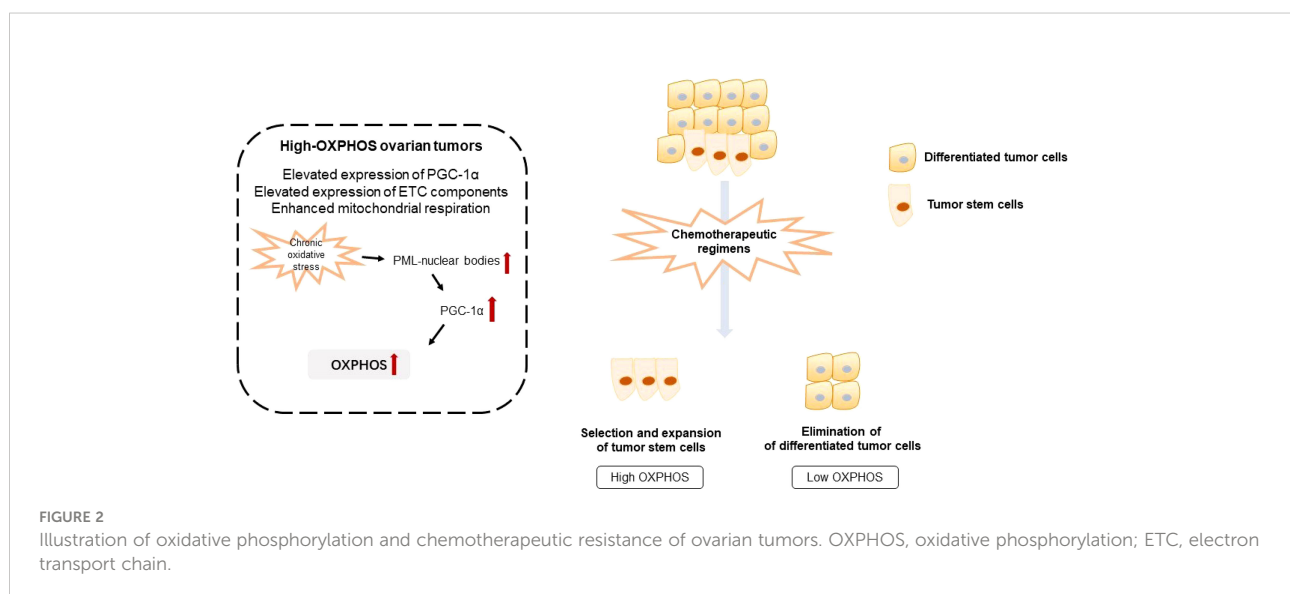 High-OXPHOS ovarian tumors
Elevated expression of PGC-1α
Elevated expression of ETC components
Enhanced mitochondrial respiration
Chronic
oxidative
stress
PML-nuclear bodies
PGC-1α
OXPHOS
Chemotherapeutic
regimens
Differentiated tumor cells
Tumor stem cells
Selection and expansion
of tumor stem cells
High OXPHOS
Elimination of
of differentiated tumor cells
Low OXPHOS
FIGURE 2
Illustration of oxidative phosphorylation and chemotherapeutic resistance of ovarian tumors. OXPHOS, oxidative phosphorylation; ETC, electron
transport chain.